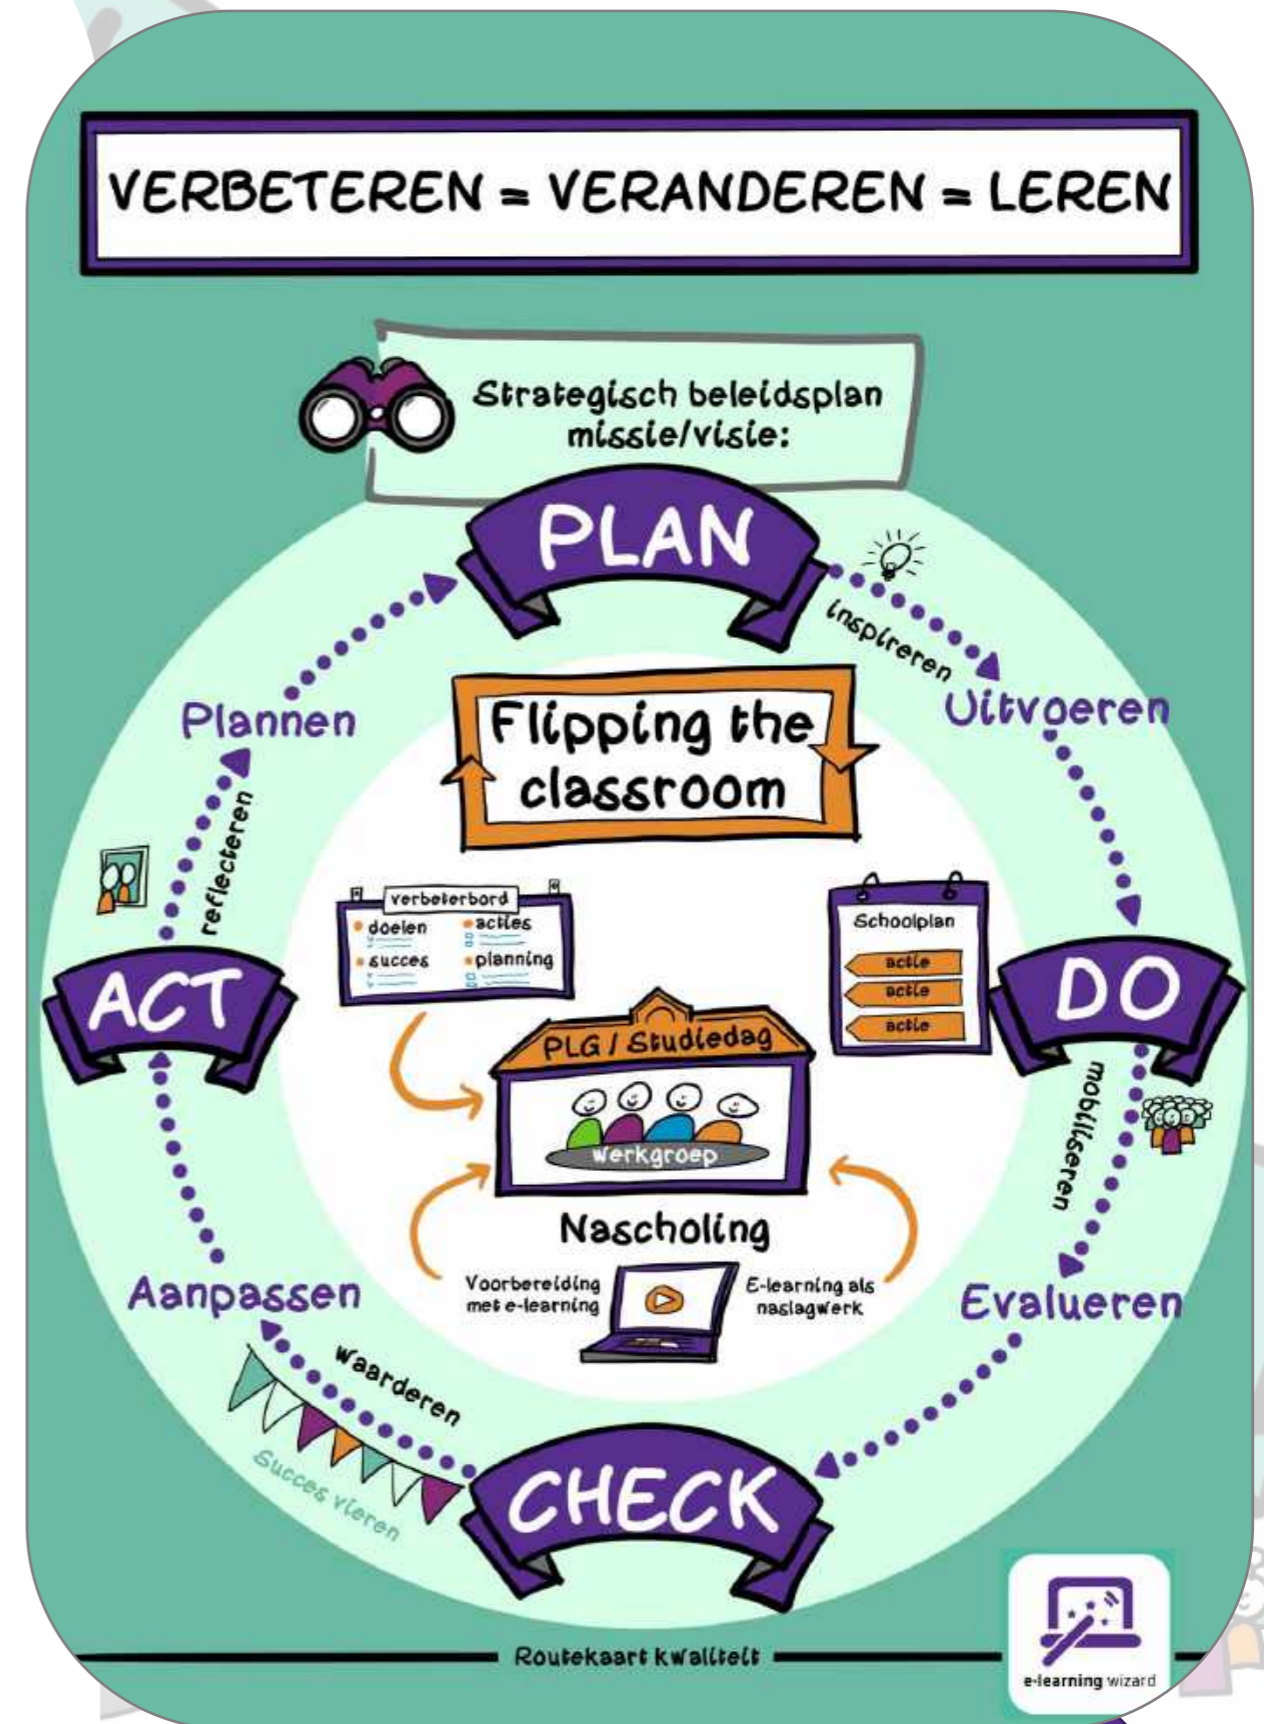 VERBETEREN = VERANDEREN = LEREN
Strategisch beleidsplan
missie/visie:
PLAN
inspireren
Uitvoeren
Plannen
reflecteren
Flipping the
classroom
verbeterbord
doelen
acties
succes
planning
Schoolplan
actie
actie
actie
ACT
DO
PLG / Studiedag
werkgroep
mobiliseren
Nascholing
Voorbereiding
met e-learning
E-learning als
naslagwerk
Aanpassen
Evalueren
waarderen
Succes vieren
CHECK
Routekaart kwaliteit
e-learning wizard